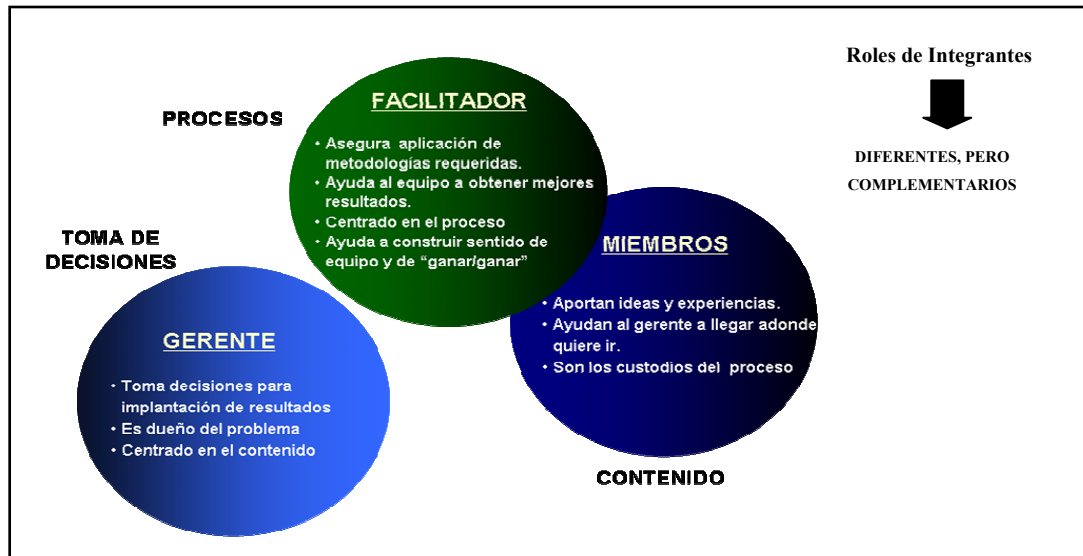 Roles de Integrantes
DIFERENTES, PERO
COMPLEMENTARIOS
PROCESOS
FACILITADOR
• Asegura aplicación de
metodologías requeridas.
• Ayuda al equipo a obtener mejores
resultados.
• Centrado en el proceso
• Ayuda a construir sentido de
equipo y de “ganar/ganar”
TOMA DE
DECISIONES
GERENTE
• Toma decisiones para
implantación de resultados
• Es dueño del problema
• Centrado en el contenido
MIEMBROS
• Aportan ideas y experiencias.
• Ayudan al gerente a llegar adonde
quiere ir.
• Son los custodios del proceso
CONTENIDO